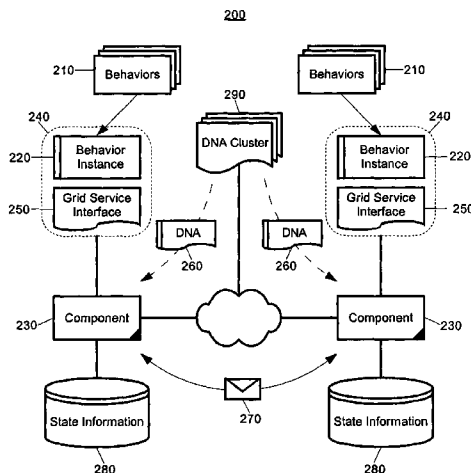 200
210
Behaviors
Behaviors
210
290
240
DNA Cluster
240
220
Behavior
Instance
Behavior
Instance
220
250
Grid Service
Interface
Grid Service
Interface
250
DNA
DNA
260
260
230
Component
Component
230
270
State Information
State Information
280
280